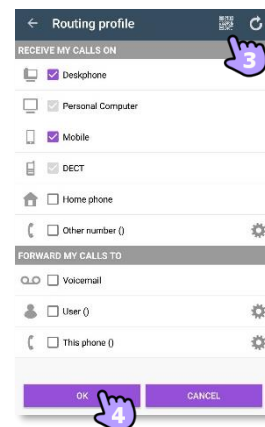 Routing profile
RECEIVE MY CALLS ON
Deskphone
Personal Computer
Mobile
DECT
Home phone
Other number ()
FORWARD MY CALLS TO
Voicemail
User ()
This phone ()
OK
CANCEL
3
4